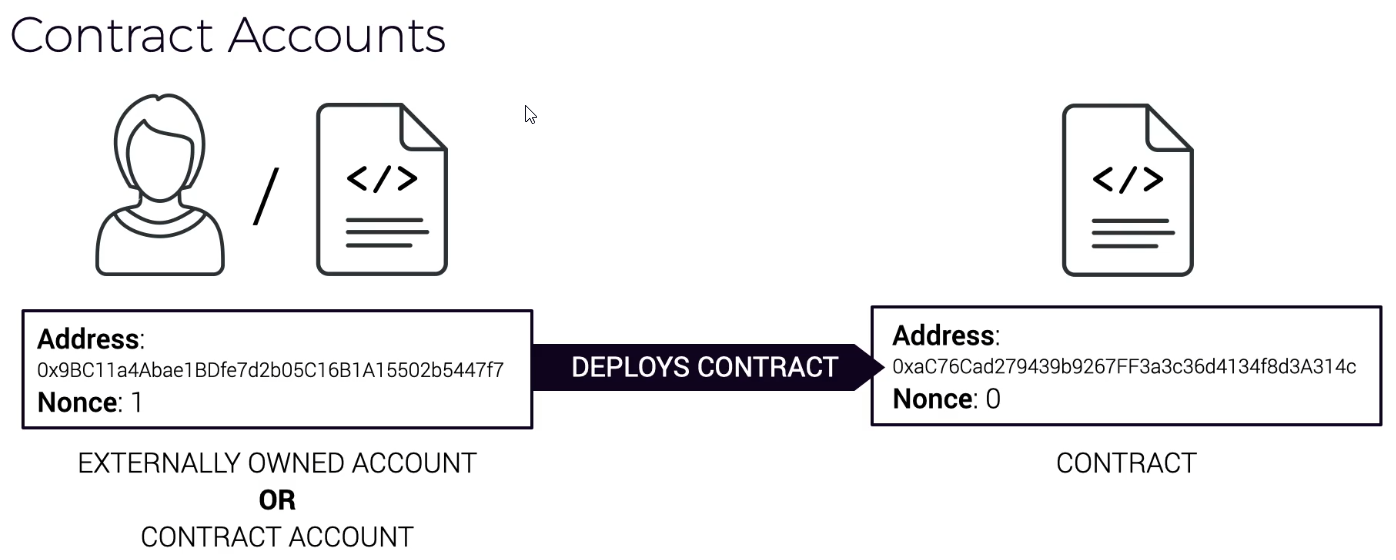 Contract Accounts
/
</>
</>
Address:
0x9BC11a4Abae1BDfe7d2b05C16B1A15502b5447f7
Nonce: 1
DEPLOYS CONTRACT
Address:
0xaC76Cad279439b9267FF3a3c36d4134f8d3A314c
Nonce: 0
EXTERNALLY OWNED ACCOUNT
OR
CONTRACT ACCOUNT
CONTRACT